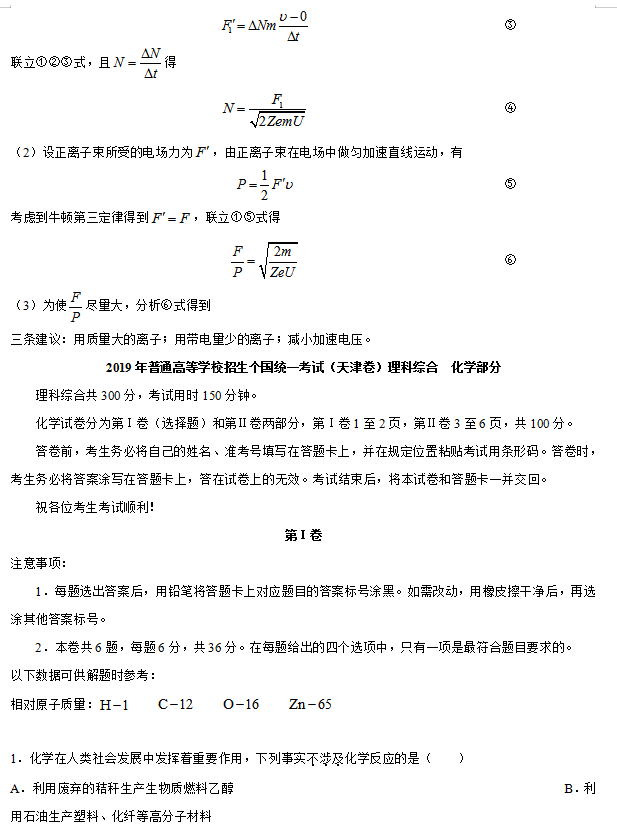 F₁′ = ΔNm (υ−0)/Δt ③
联立①②③式，且 N = ΔN/Δt 得
N = F₁/√(2ZemU) ④
（2）设正离子束所受的电场力为 F′，由正离子束在电场中做匀加速直线运动，有
P = 1/2 F′υ ⑤
考虑到牛顿第三定律得到 F′ = F，联立①⑤式得
F/P = √(2m/ZeU) ⑥
（3）为使 F/P 尽量大，分析⑥式得到
三条建议：用质量大的离子；用带电量少的离子；减小加速电压。
2019 年普通高等学校招生个国统一考试（天津卷）理科综合 化学部分
理科综合共 300 分，考试用时 150 分钟。
化学试卷分为第Ⅰ卷（选择题）和第Ⅱ卷两部分，第Ⅰ卷 1 至 2 页，第Ⅱ卷 3 至 6 页，共 100 分。
答卷前，考生务必将自己的姓名、准考号填写在答题卡上，并在规定位置粘贴考试用条形码。答卷时，
考生务必将答案涂写在答题卡上，答在试卷上的无效。考试结束后，将本试卷和答题卡一并交回。
祝各位考生考试顺利！
第Ⅰ卷
注意事项：
1．每题选出答案后，用铅笔将答题卡上对应题目的答案标号涂黑。如需改动，用橡皮擦干净后，再选
涂其他答案标号。
2．本卷共 6 题，每题 6 分，共 36 分。在每题给出的四个选项中，只有一项是最符合题目要求的。
以下数据可供解题时参考：
相对原子质量：H−1 C−12 O−16 Zn−65
1．化学在人类社会发展中发挥着重要作用，下列事实不涉及化学反应的是（ ）
A．利用废弃的秸秆生产生物质燃料乙醇 B．利
用石油生产塑料、化纤等高分子材料